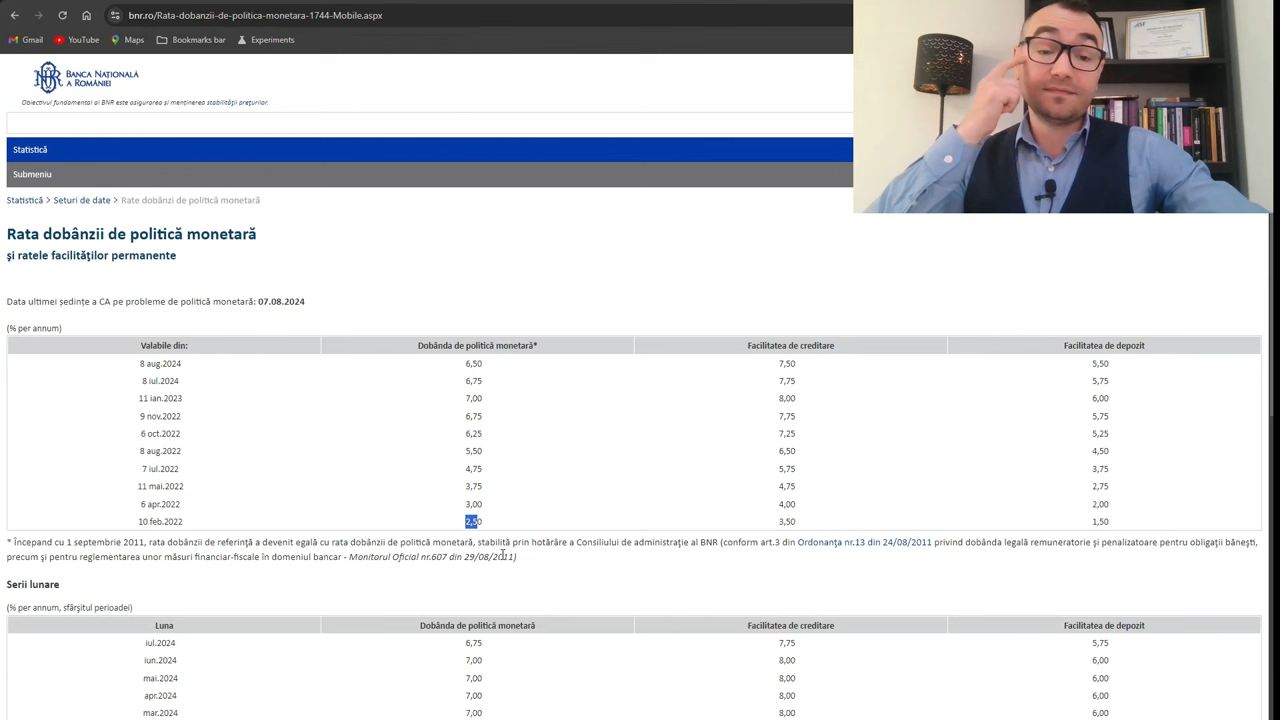 bnr.ro/Rata-dobanzii-de-politica-monetara-1744-Mobile.aspx
Gmail YouTube Maps Bookmarks bar Experiments
BANCA NAȚIONALĂ
A ROMÂNIEI
Obiectivul fundamental al BNR este asigurarea și menținerea stabilității prețurilor.
Statistică
Submeniu
Statistică > Seturi de date > Rate dobânzi de politică monetară
Rata dobânzii de politică monetară
şi ratele facilităţilor permanente
Data ultimei ședințe a CA pe probleme de politică monetară: 07.08.2024
(% per annum)
Valabile din: Dobânda de politică monetară* Facilitatea de creditare Facilitatea de depozit
8 aug.2024 6,50 7,50 5,50
8 iul.2024 6,75 7,75 5,75
11 ian.2023 7,00 8,00 6,00
9 nov.2022 6,75 7,75 5,75
6 oct.2022 6,25 7,25 5,25
8 aug.2022 5,50 6,50 4,50
7 iul.2022 4,75 5,75 3,75
11 mai.2022 3,75 4,75 2,75
6 apr.2022 3,00 4,00 2,00
10 feb.2022 2,50 3,50 1,50
* Începand cu 1 septembrie 2011, rata dobânzii de referinţă a devenit egală cu rata dobânzii de politică monetară, stabilită prin hotărâre a Consiliului de administraţie al BNR (conform art.3 din Ordonanţa nr.13 din 24/08/2011 privind dobânda legală remuneratorie şi penalizatoare pentru obligaţii băneşti,
precum şi pentru reglementarea unor măsuri financiar-fiscale în domeniul bancar - Monitorul Oficial nr.607 din 29/08/2011)
Serii lunare
(% per annum, sfârşitul perioadei)
Luna Dobânda de politică monetară Facilitatea de creditare Facilitatea de depozit
iul.2024 6,75 7,75 5,75
iun.2024 7,00 8,00 6,00
mai.2024 7,00 8,00 6,00
apr.2024 7,00 8,00 6,00
mar.2024 7,00 8,00 6,00